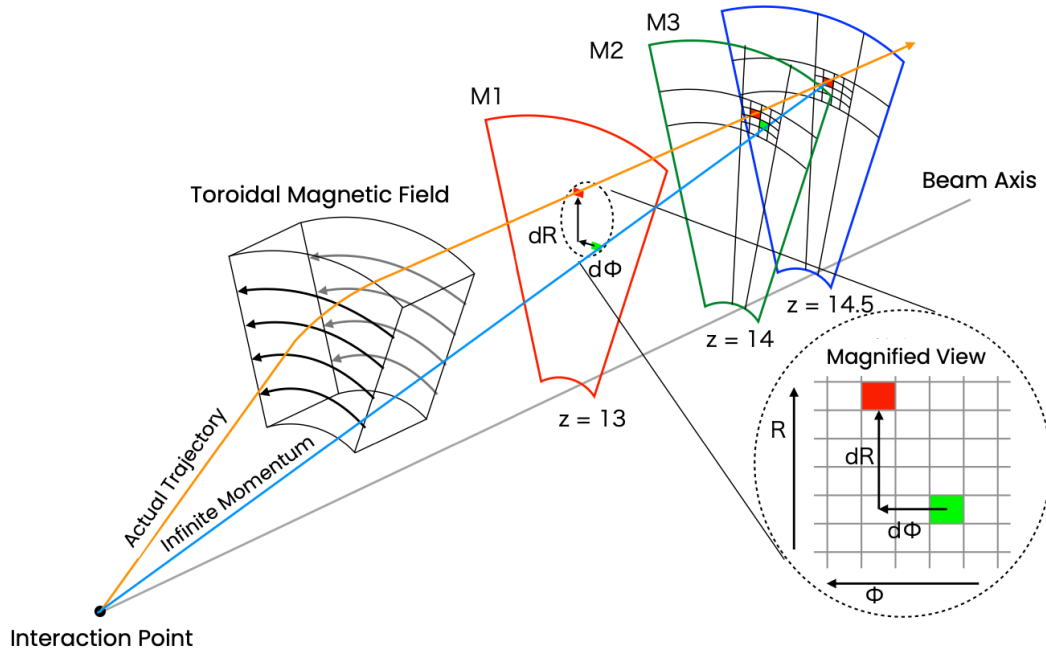 M3
M2
M1
Toroidal Magnetic Field
Beam Axis
dR
dΦ
z = 14.5
z = 14
z = 13
Magnified View
R
dR
dΦ
Φ
Actual Trajectory
Infinite Momentum
Interaction Point